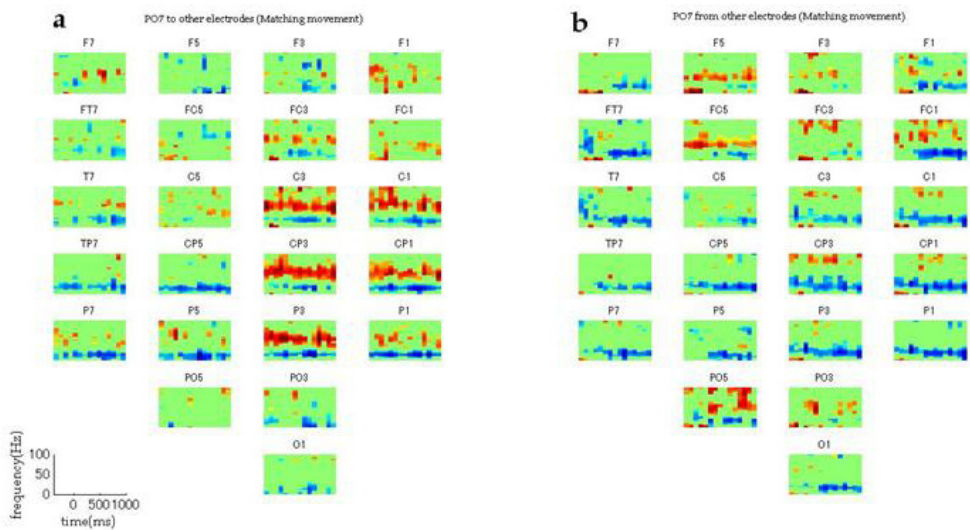 a
PO7 to other electrodes (Matching movement)
F7 F5 F3 F1
FT7 FC5 FC3 FC1
T7 C5 C3 C1
TP7 CP5 CP3 CP1
P7 P5 P3 P1
PO5 PO3
O1
frequency(Hz)
100
50
0
0 500 1000
time(ms)
b
PO7 from other electrodes (Matching movement)
F7 F5 F3 F1
FT7 FC5 FC3 FC1
T7 C5 C3 C1
TP7 CP5 CP3 CP1
P7 P5 P3 P1
PO5 PO3
O1